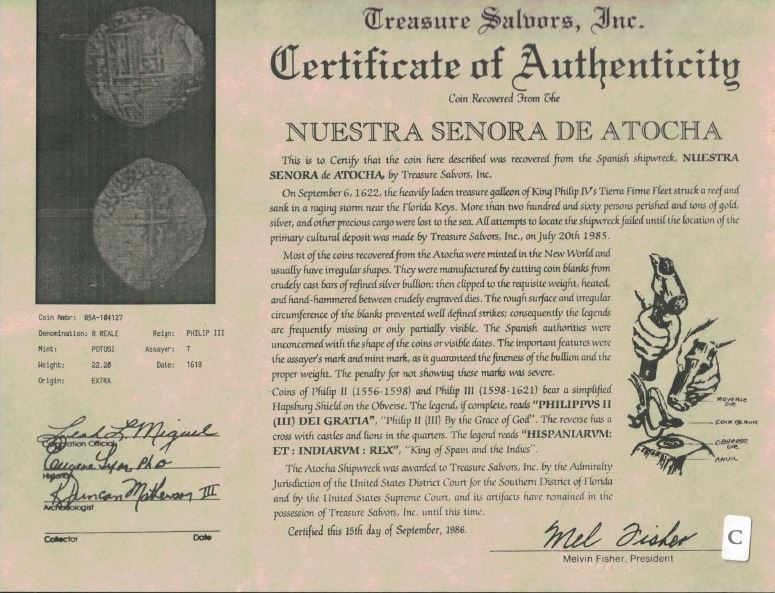 Treasure Salvors, Inc.
Certificate of Authenticity
Coin Recovered From The
NUESTRA SENORA DE ATOCHA
This is to Certify that the coin here described was recovered from the Spanish shipwreck, NUESTRA
SENORA de ATOCHA, by Treasure Salvors, Inc.
On September 6, 1622, the heavily laden treasure galleon of King Philip IV's Tierra Firme Fleet struck a reef and
sank in a raging storm near the Florida Keys. More than two hundred and sixty persons perished and tons of gold,
silver, and other precious cargo were lost to the sea. All attempts to locate the shipwreck failed until the location of the
primary cultural deposit was made by Treasure Salvors, Inc., on July 20th 1985.
Most of the coins recovered from the Atocha were minted in the New World and
usually have irregular shapes. They were manufactured by cutting coin blanks from
crudely cast bars of refined silver bullion; then clipped to the requisite weight, heated,
and hand-hammered between crudely engraved dies. The rough surface and irregular
circumference of the blanks prevented well defined strikes; consequently the legends
are frequently missing or only partially visible. The Spanish authorities were
unconcerned with the shape of the coins or visible dates. The important features were
the assayer's mark and mint mark, as it guaranteed the fineness of the bullion and the
proper weight. The penalty for not showing these marks was severe.
Coins of Philip II (1556-1598) and Philip III (1598-1621) bear a simplified
Hapsburg Shield on the Obverse. The legend, if complete, reads "PHILIPPVS II
(III) DEI GRATIA", "Philip II (III) By the Grace of God". The reverse has a
cross with castles and lions in the quarters. The legend reads "HISPANIARVM:
ET : INDIARVM : REX", "King of Spain and the Indies".
The Atocha Shipwreck was awarded to Treasure Salvors, Inc. by the Admiralty
Jurisdiction of the United States District Court for the Southern District of Florida
and by the United States Supreme Court, and its artifacts have remained in the
possession of Treasure Salvors, Inc. until this time.
Certified this 15th day of September, 1986.
Mel Fisher
Melvin Fisher, President
C
REVERSE
DIE
COIN BLANK
OBVERSE
DIE
ANVIL
Coin Nmbr: 85A-104127
Denomination: 8 REALE Reign: PHILIP III
Mint: POTOSI Assayer: T
Weight: 22.20 Date: 1618
Origin: EXTRA
Leah L Miguel
Corporation Official
Eugene Lyon PhD
Historian
R Duncan Mathewson III
Archaeologist
Collector Date